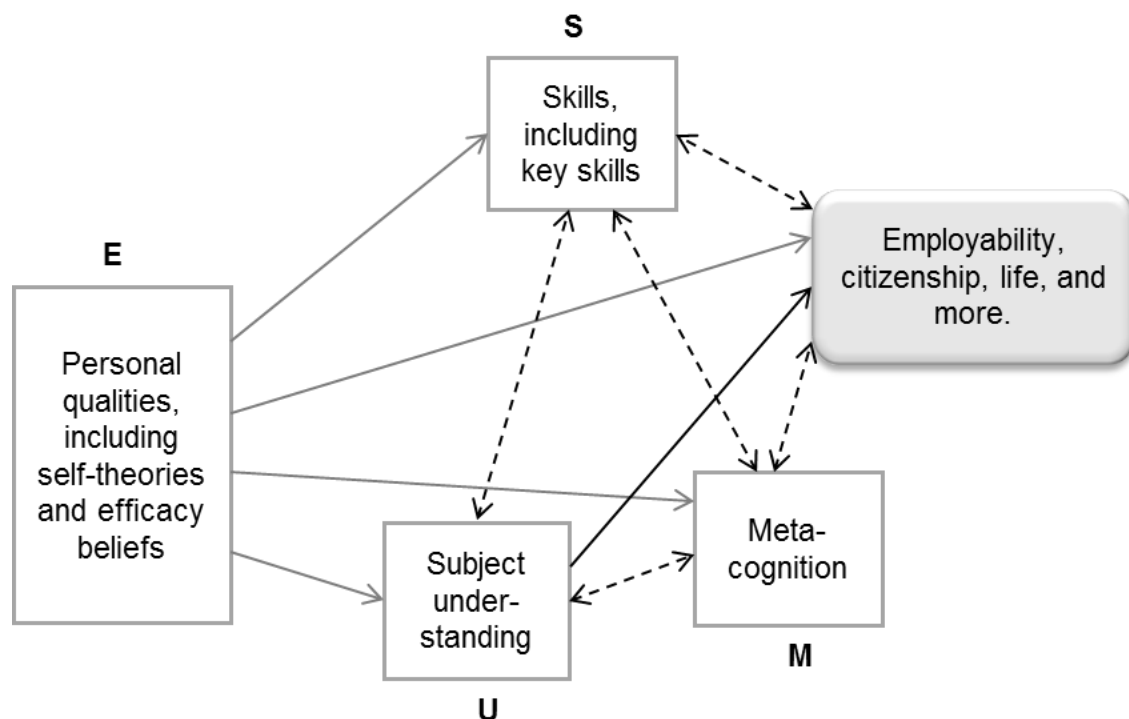 S
Skills,
including
key skills
Employability,
citizenship, life, and
more.
E
Personal
qualities,
including
self-theories
and efficacy
beliefs
Subject
under-
standing
U
Meta-
cognition
M